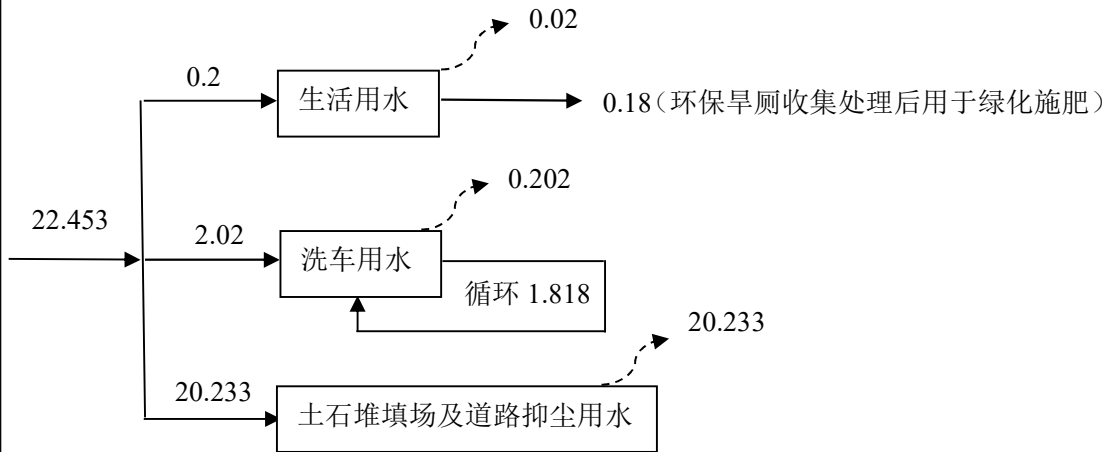 0.02
0.2
生活用水
0.18（环保旱厕收集处理后用于绿化施肥）
0.202
22.453
2.02
洗车用水
循环 1.818
20.233
20.233
土石堆填场及道路抑尘用水